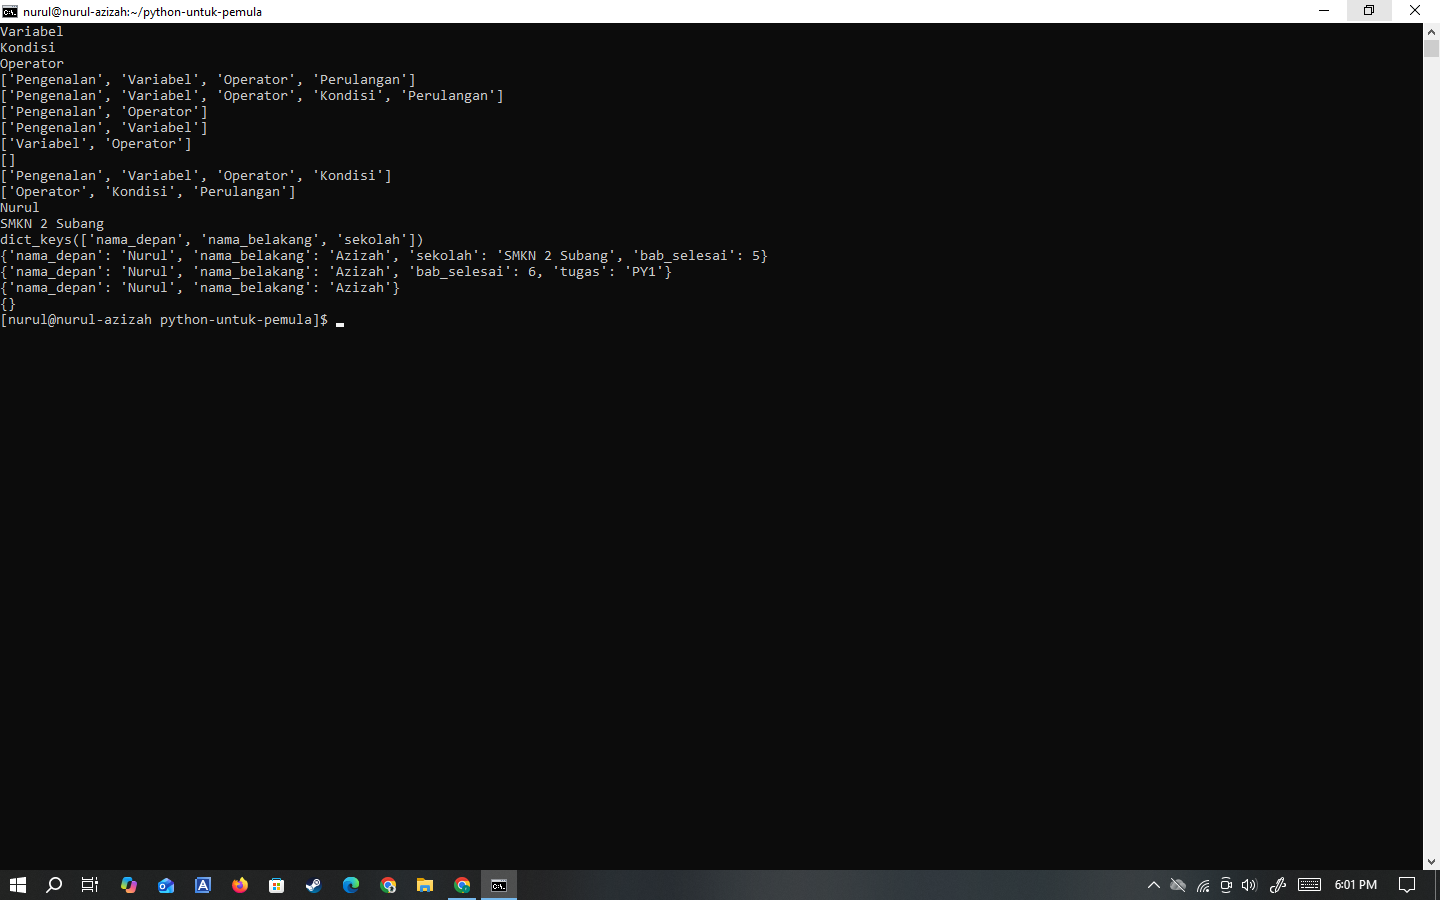 nurul@nurul-azizah:~/python-untuk-pemula
Variabel
Kondisi
Operator
['Pengenalan', 'Variabel', 'Operator', 'Perulangan']
['Pengenalan', 'Variabel', 'Operator', 'Kondisi', 'Perulangan']
['Pengenalan', 'Operator']
['Pengenalan', 'Variabel']
['Variabel', 'Operator']
[]
['Pengenalan', 'Variabel', 'Operator', 'Kondisi']
['Operator', 'Kondisi', 'Perulangan']
Nurul
SMKN 2 Subang
dict_keys(['nama_depan', 'nama_belakang', 'sekolah'])
{'nama_depan': 'Nurul', 'nama_belakang': 'Azizah', 'sekolah': 'SMKN 2 Subang', 'bab_selesai': 5}
{'nama_depan': 'Nurul', 'nama_belakang': 'Azizah', 'bab_selesai': 6, 'tugas': 'PY1'}
{'nama_depan': 'Nurul', 'nama_belakang': 'Azizah'}
{}
[nurul@nurul-azizah python-untuk-pemula]$
6:01 PM